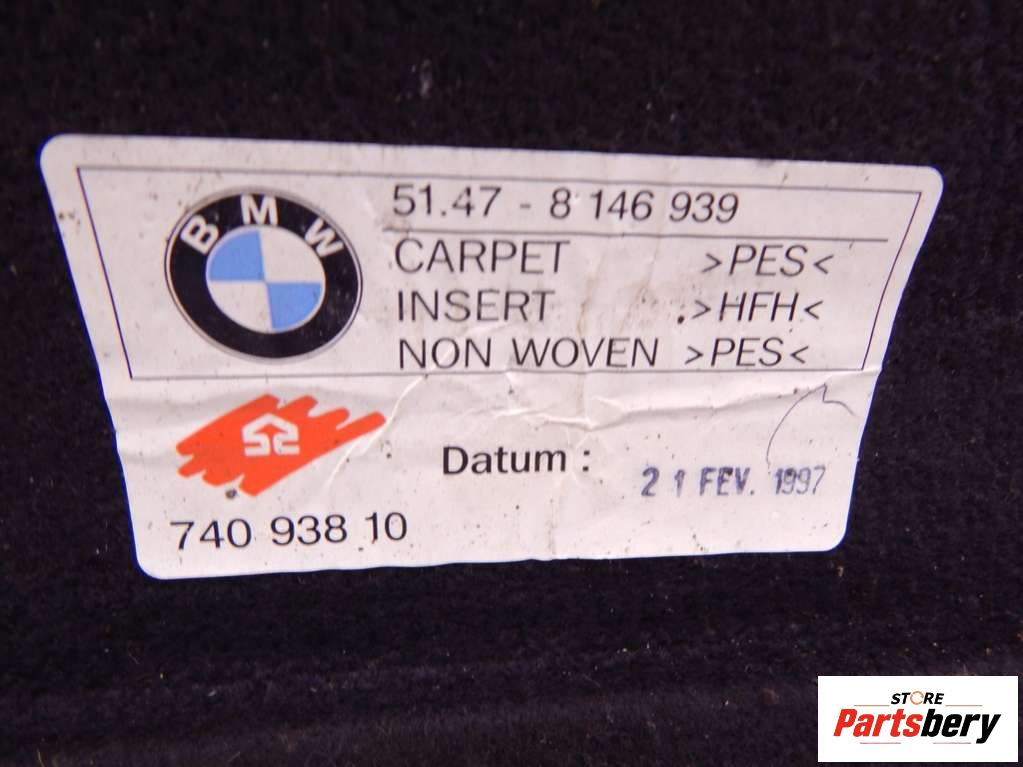 BMW
51.47 - 8 146 939
CARPET >PES<
INSERT >HFH<
NON WOVEN >PES<
Datum : 21 FEV. 1997
740 938 10
STORE
Partsbery